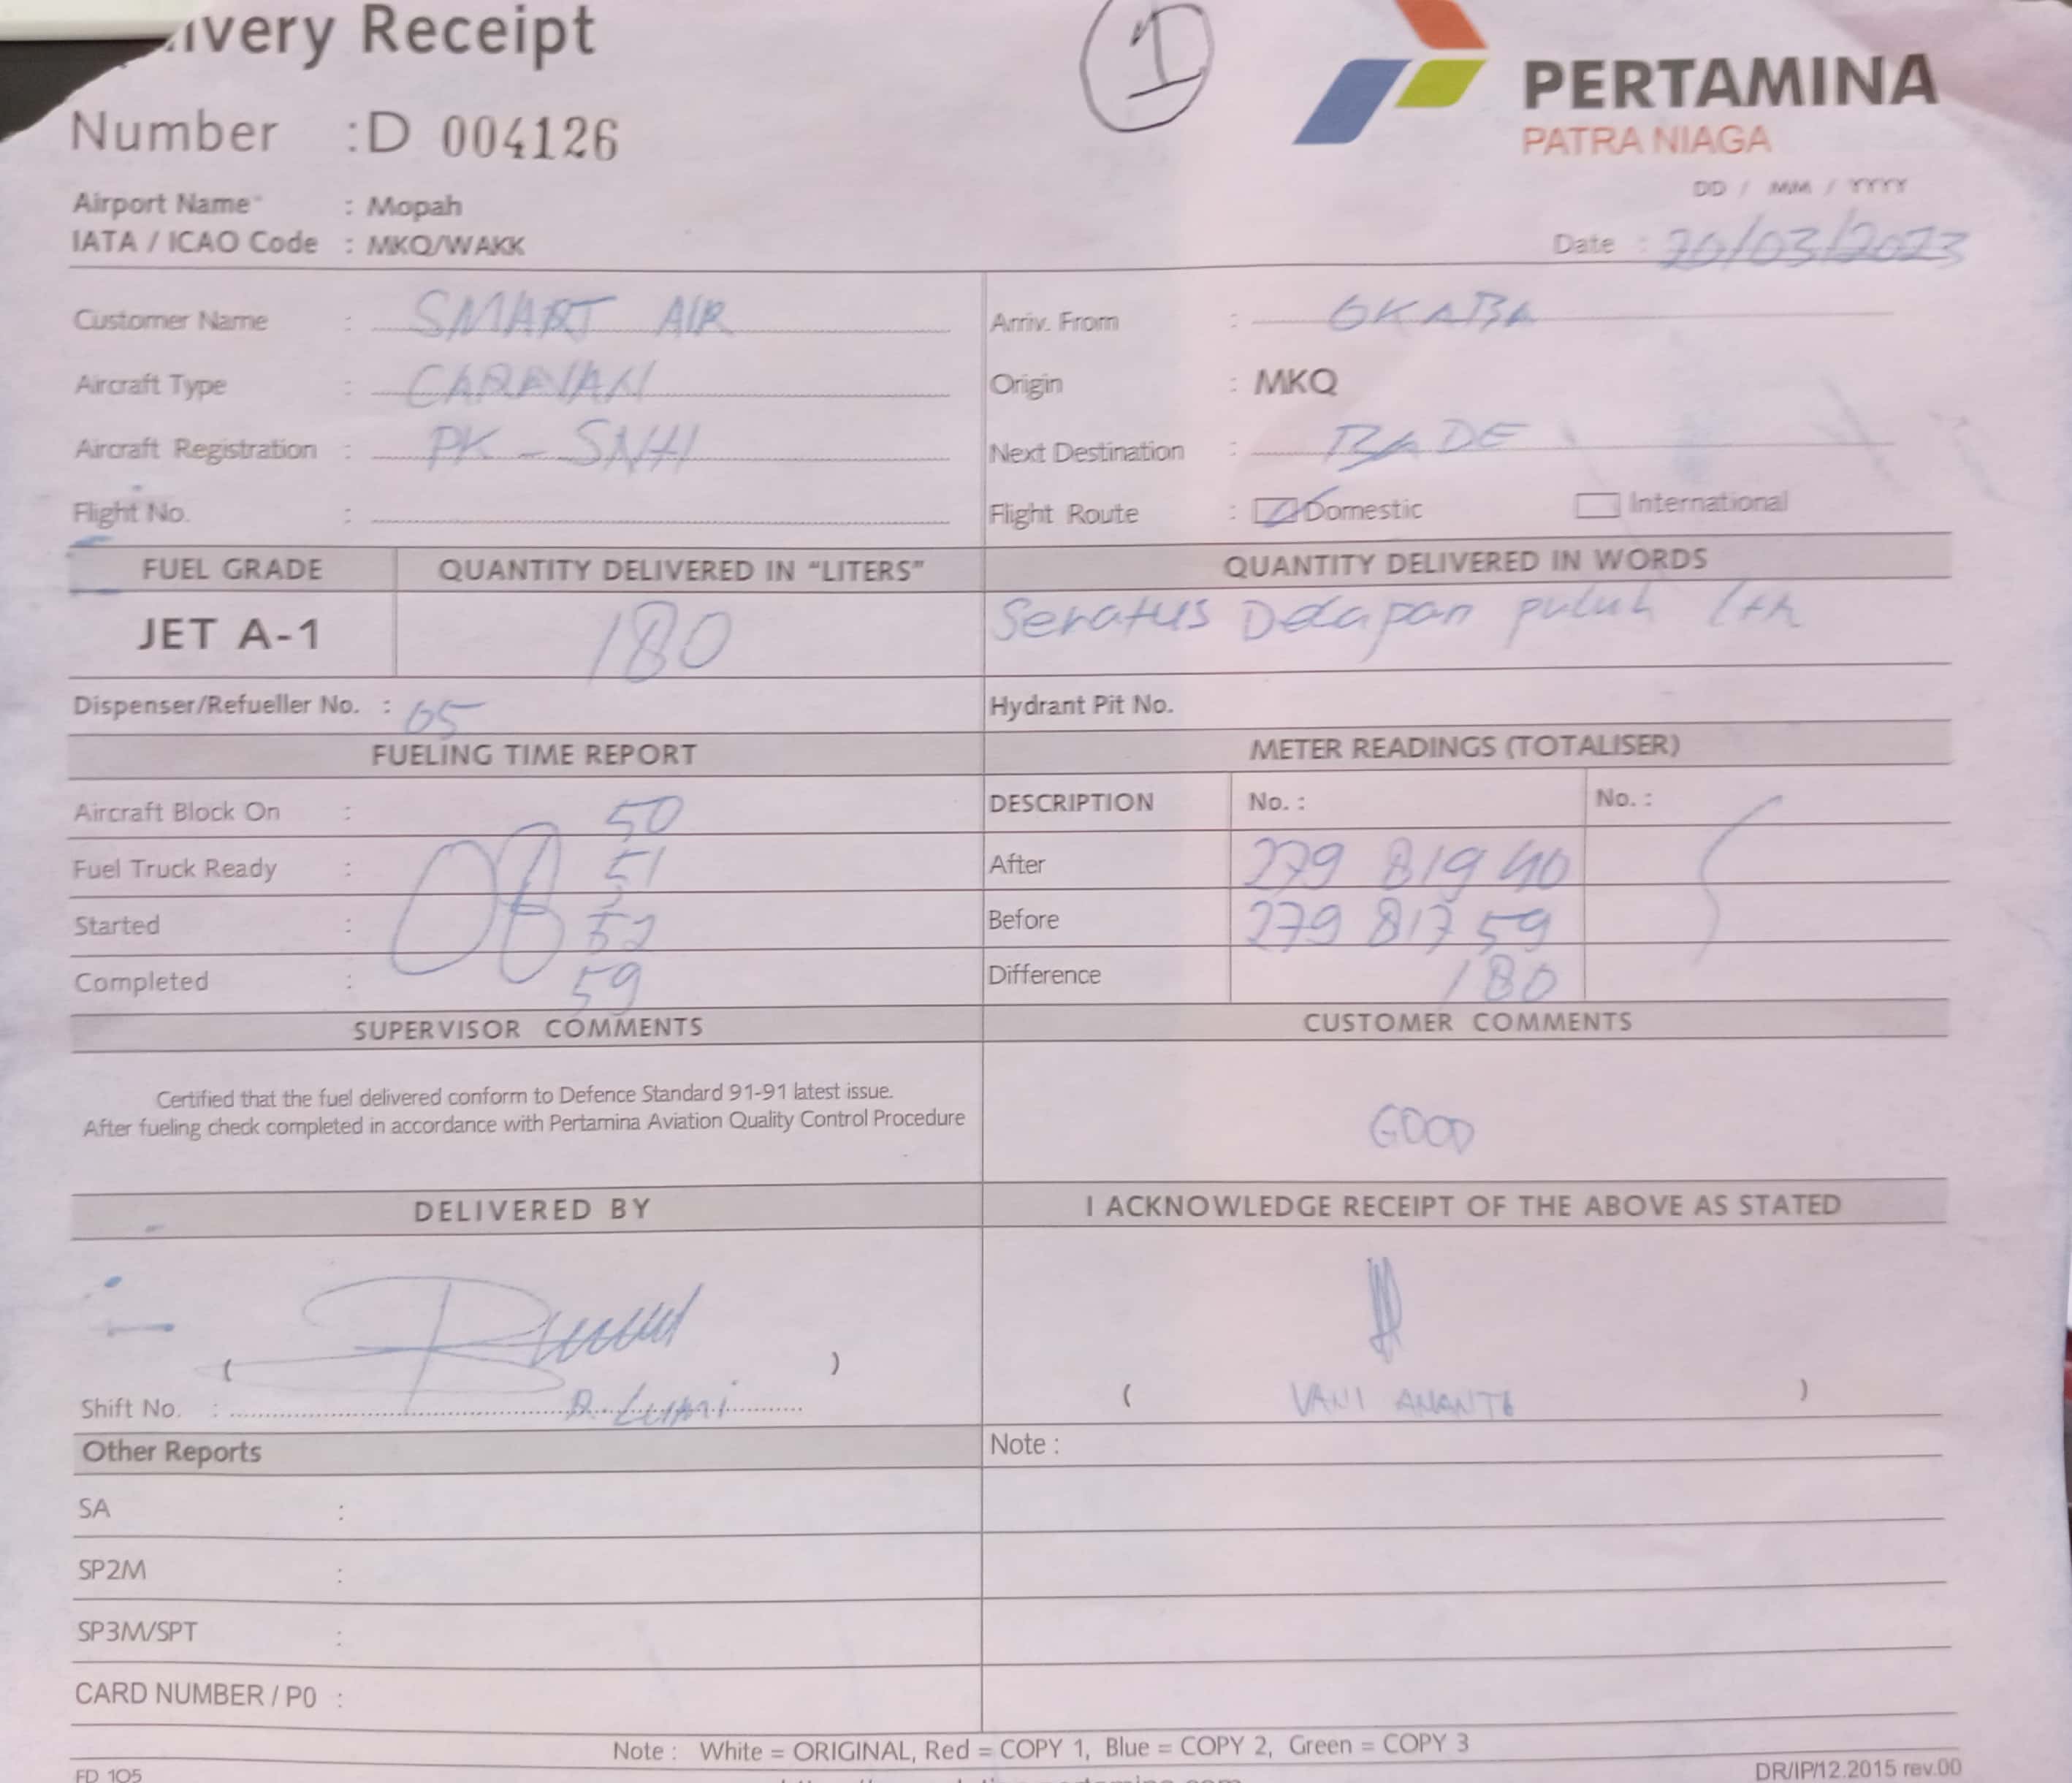 ivery Receipt
1
PERTAMINA
PATRA NIAGA
Number : D 004126
DD / MM / YYYY
Airport Name : Mopah
IATA / ICAO Code : MKQ/WAKK
Date : 20/03/2023
Customer Name : SMART AIR
Arriv. From : OKABA
Aircraft Type : CARAVAN
Origin : MKQ
Aircraft Registration : PK - SNH
Next Destination : BADE
Flight No. :
Flight Route : Domestic International
FUEL GRADE QUANTITY DELIVERED IN "LITERS" QUANTITY DELIVERED IN WORDS
JET A-1 180 Seratus Delapan puluh Ltr
Dispenser/Refueller No. : 05
Hydrant Pit No.
FUELING TIME REPORT METER READINGS (TOTALISER)
Aircraft Block On : 50
DESCRIPTION No. : No. :
Fuel Truck Ready : 08 51
After 279 819 40
Started : 52
Before 279 817 59
Completed : 59
Difference 180
SUPERVISOR COMMENTS CUSTOMER COMMENTS
Certified that the fuel delivered conform to Defence Standard 91-91 latest issue.
After fueling check completed in accordance with Pertamina Aviation Quality Control Procedure
GOOD
DELIVERED BY I ACKNOWLEDGE RECEIPT OF THE ABOVE AS STATED
( )
Shift No. :
( VANI )
Other Reports Note :
SA :
SP2M :
SP3M/SPT :
CARD NUMBER / P0 :
Note : White = ORIGINAL, Red = COPY 1, Blue = COPY 2, Green = COPY 3
FD 105
DR/IP/12.2015 rev.00